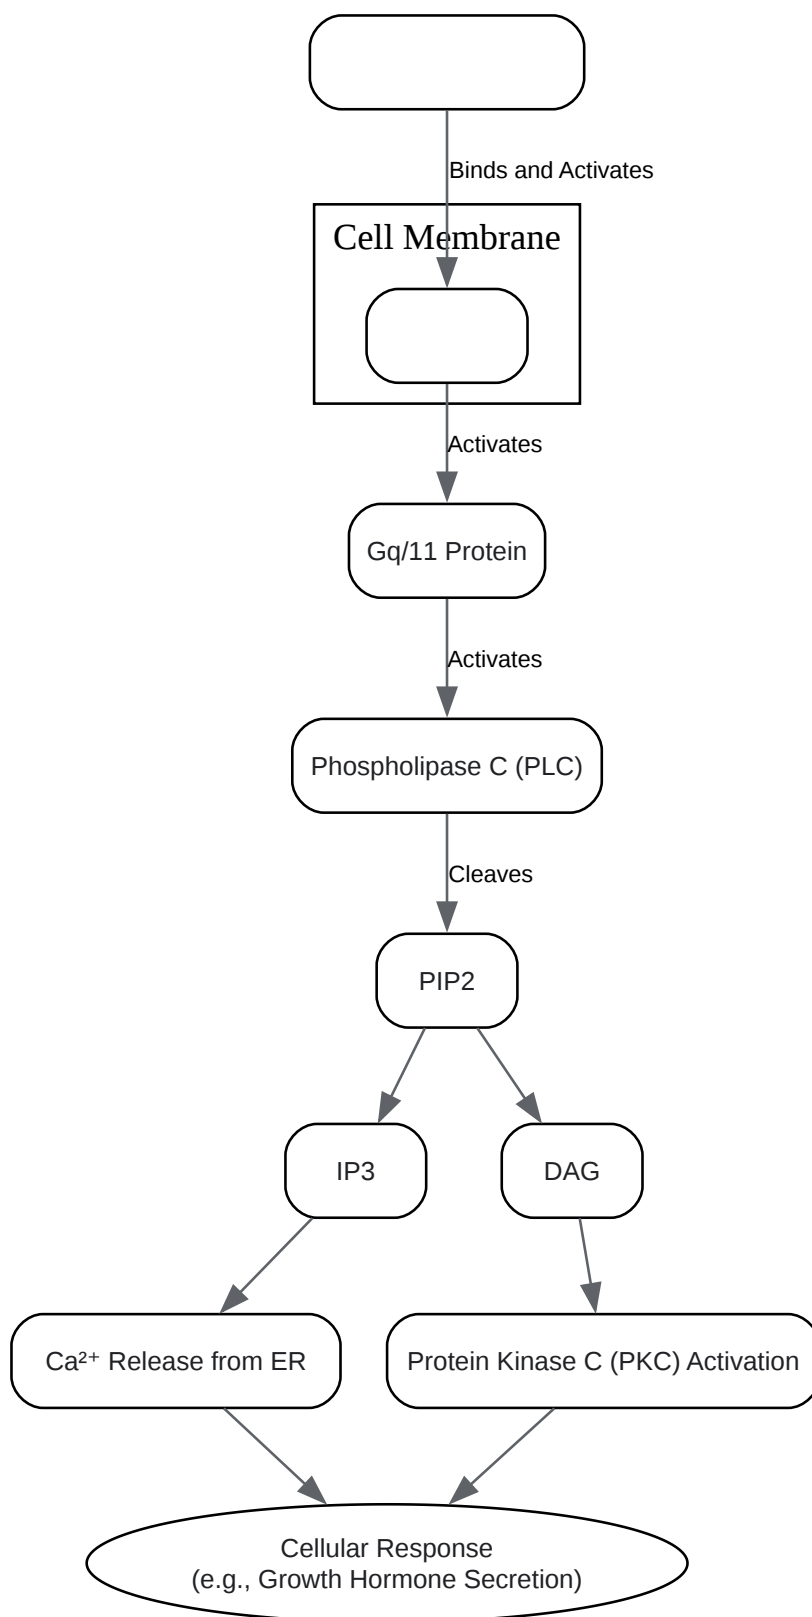 Binds and Activates
Cell Membrane
Activates
Gq/11 Protein
Activates
Phospholipase C (PLC)
Cleaves
PIP2
IP3
DAG
Ca²⁺ Release from ER
Protein Kinase C (PKC) Activation
Cellular Response
(e.g., Growth Hormone Secretion)